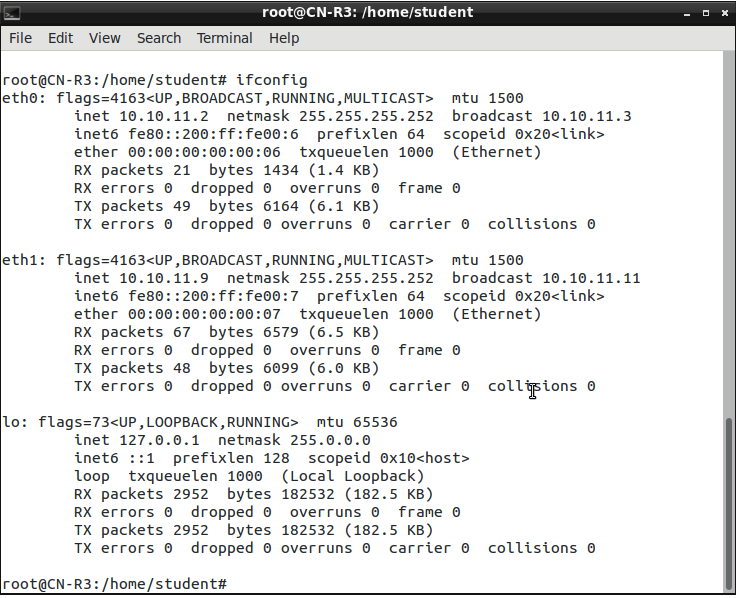 root@CN-R3: /home/student
File Edit View Search Terminal Help
root@CN-R3:/home/student# ifconfig
eth0: flags=4163<UP,BROADCAST,RUNNING,MULTICAST>  mtu 1500
        inet 10.10.11.2  netmask 255.255.255.252  broadcast 10.10.11.3
        inet6 fe80::200:ff:fe00:6  prefixlen 64  scopeid 0x20<link>
        ether 00:00:00:00:00:06  txqueuelen 1000  (Ethernet)
        RX packets 21  bytes 1434 (1.4 KB)
        RX errors 0  dropped 0  overruns 0  frame 0
        TX packets 49  bytes 6164 (6.1 KB)
        TX errors 0  dropped 0 overruns 0  carrier 0  collisions 0
eth1: flags=4163<UP,BROADCAST,RUNNING,MULTICAST>  mtu 1500
        inet 10.10.11.9  netmask 255.255.255.252  broadcast 10.10.11.11
        inet6 fe80::200:ff:fe00:7  prefixlen 64  scopeid 0x20<link>
        ether 00:00:00:00:00:07  txqueuelen 1000  (Ethernet)
        RX packets 67  bytes 6579 (6.5 KB)
        RX errors 0  dropped 0  overruns 0  frame 0
        TX packets 48  bytes 6099 (6.0 KB)
        TX errors 0  dropped 0 overruns 0  carrier 0  collisions 0
lo: flags=73<UP,LOOPBACK,RUNNING>  mtu 65536
        inet 127.0.0.1  netmask 255.0.0.0
        inet6 ::1  prefixlen 128  scopeid 0x10<host>
        loop  txqueuelen 1000  (Local Loopback)
        RX packets 2952  bytes 182532 (182.5 KB)
        RX errors 0  dropped 0  overruns 0  frame 0
        TX packets 2952  bytes 182532 (182.5 KB)
        TX errors 0  dropped 0 overruns 0  carrier 0  collisions 0
root@CN-R3:/home/student#